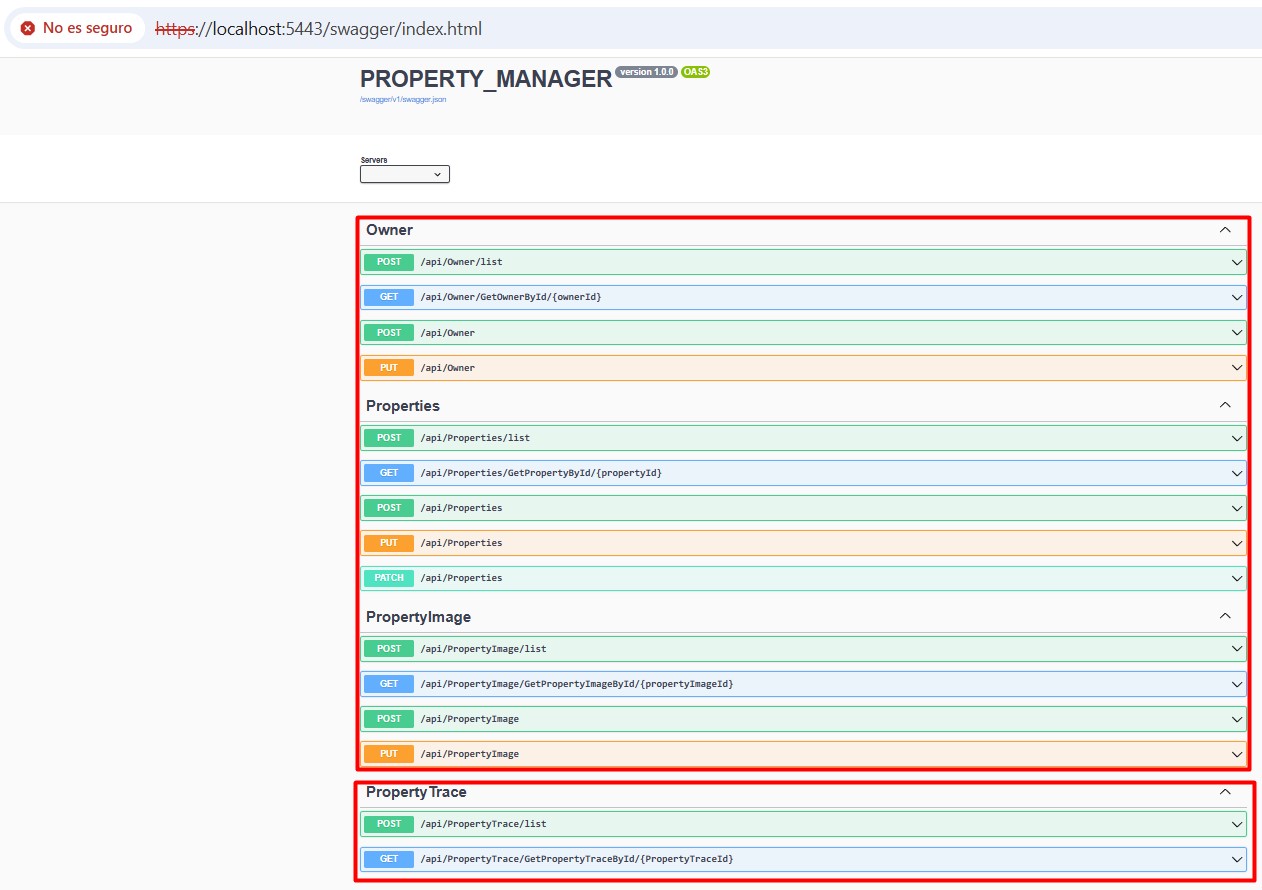 No es seguro https://localhost:5443/swagger/index.html
PROPERTY_MANAGER version 1.0.0 OAS3
/swagger/v1/swagger.json
Servers
Owner
POST /api/Owner/list
GET /api/Owner/GetOwnerById/{ownerId}
POST /api/Owner
PUT /api/Owner
Properties
POST /api/Properties/list
GET /api/Properties/GetPropertyById/{propertyId}
POST /api/Properties
PUT /api/Properties
PATCH /api/Properties
PropertyImage
POST /api/PropertyImage/list
GET /api/PropertyImage/GetPropertyImageById/{propertyImageId}
POST /api/PropertyImage
PUT /api/PropertyImage
PropertyTrace
POST /api/PropertyTrace/list
GET /api/PropertyTrace/GetPropertyTraceById/{PropertyTraceId}